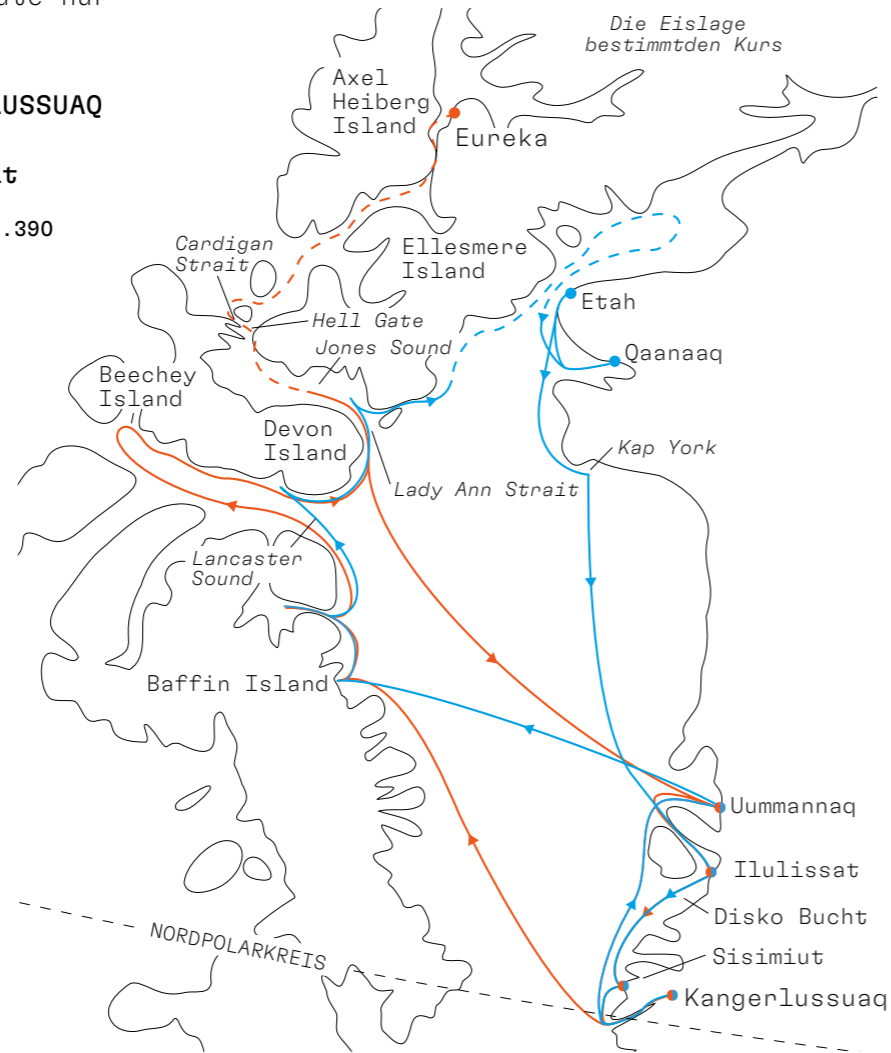 Die Eislage
bestimmtden Kurs
Axel
Heiberg
Island
USSUAQ
Eureka
.390
Cardigan
Strait
Ellesmere
Island
Etah
Hell Gate
Jones Sound
Qaanaaq
Beechey
Island
Devon
Island
Kap York
Lady Ann Strait
Lancaster
Sound
Baffin Island
Uummannaq
Ilulissat
Disko Bucht
NORDPOLARKREIS
Sisimiut
Kangerlussuaq